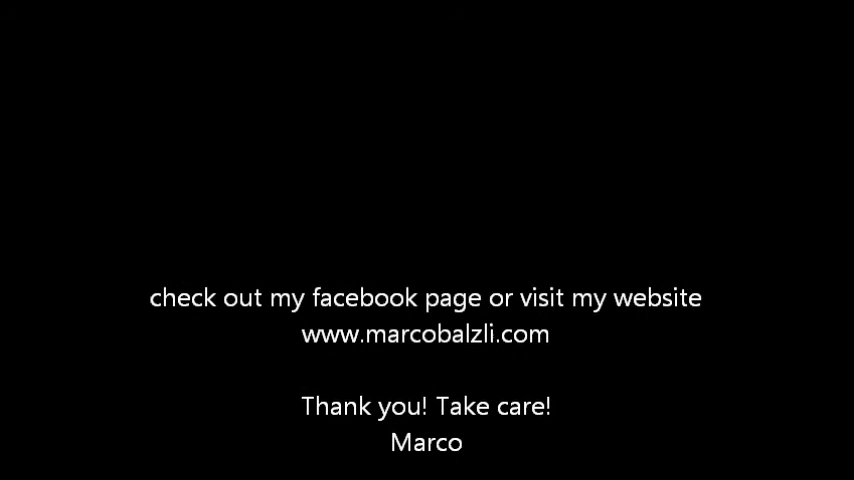 check out my facebook page or visit my website
www.marcobalzli.com
Thank you! Take care!
Marco